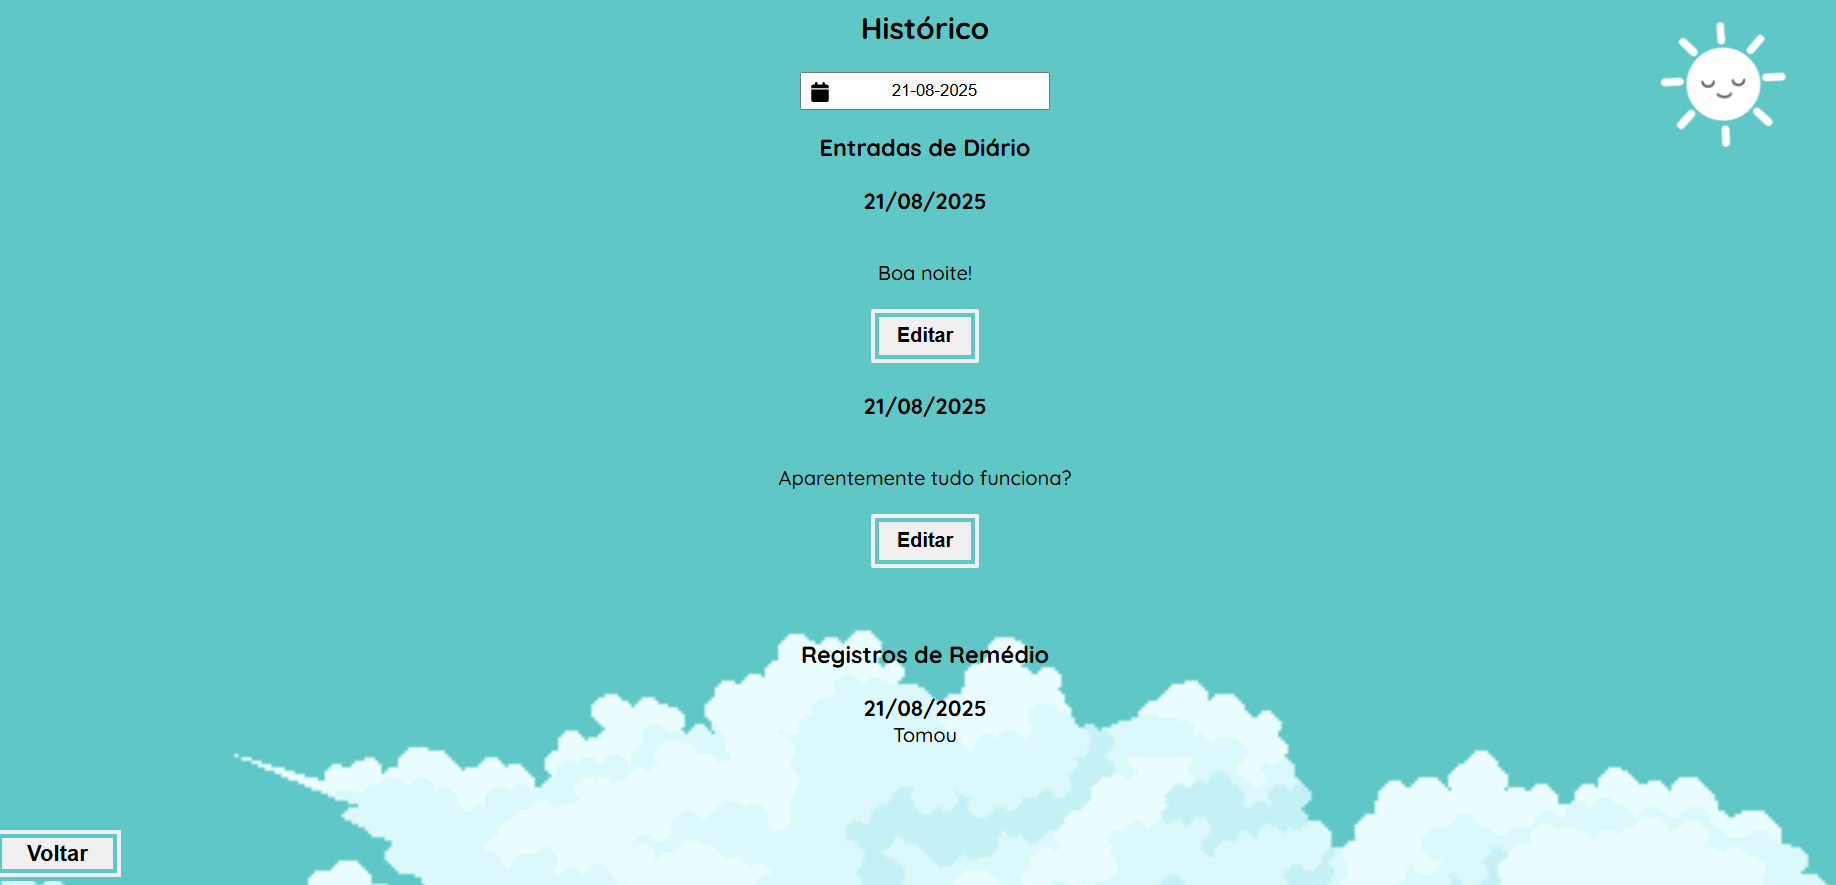 Histórico
21-08-2025
Entradas de Diário
21/08/2025
Boa noite!
Editar
21/08/2025
Aparentemente tudo funciona?
Editar
Registros de Remédio
21/08/2025
Tomou
Voltar